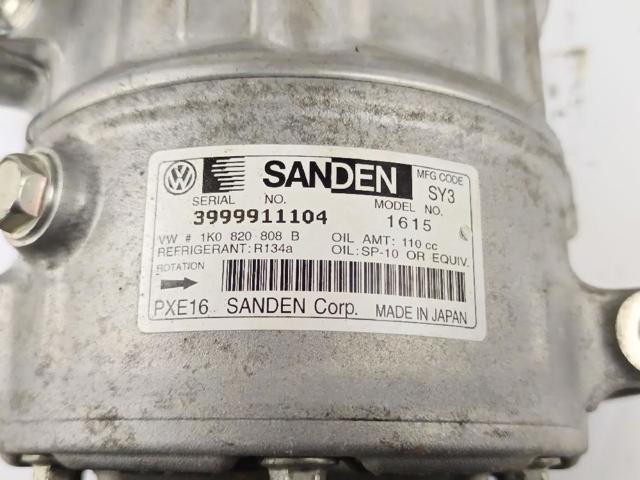 SANDEN MFG CODE
SY3
SERIAL NO. MODEL NO.
3999911104 1615
VW # 1K0 820 808 B OIL AMT: 110 cc
REFRIGERANT: R134a OIL: SP-10 OR EQUIV.
ROTATION
PXE16 SANDEN Corp. MADE IN JAPAN